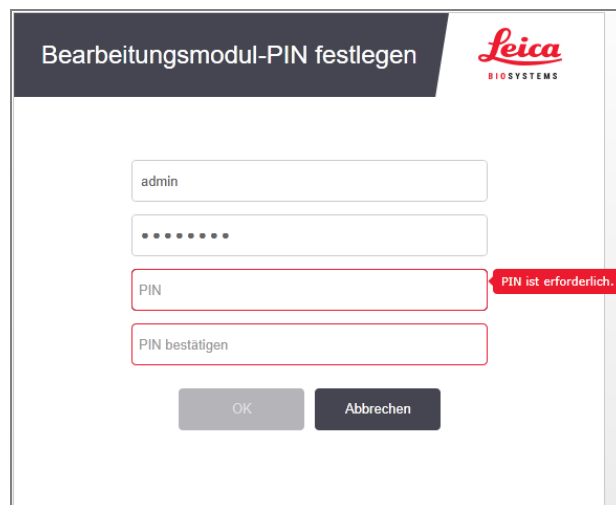 Bearbeitungsmodul-PIN festlegen
Leica
BIOSYSTEMS
admin
••••••••
PIN
PIN ist erforderlich.
PIN bestätigen
OK
Abbrechen